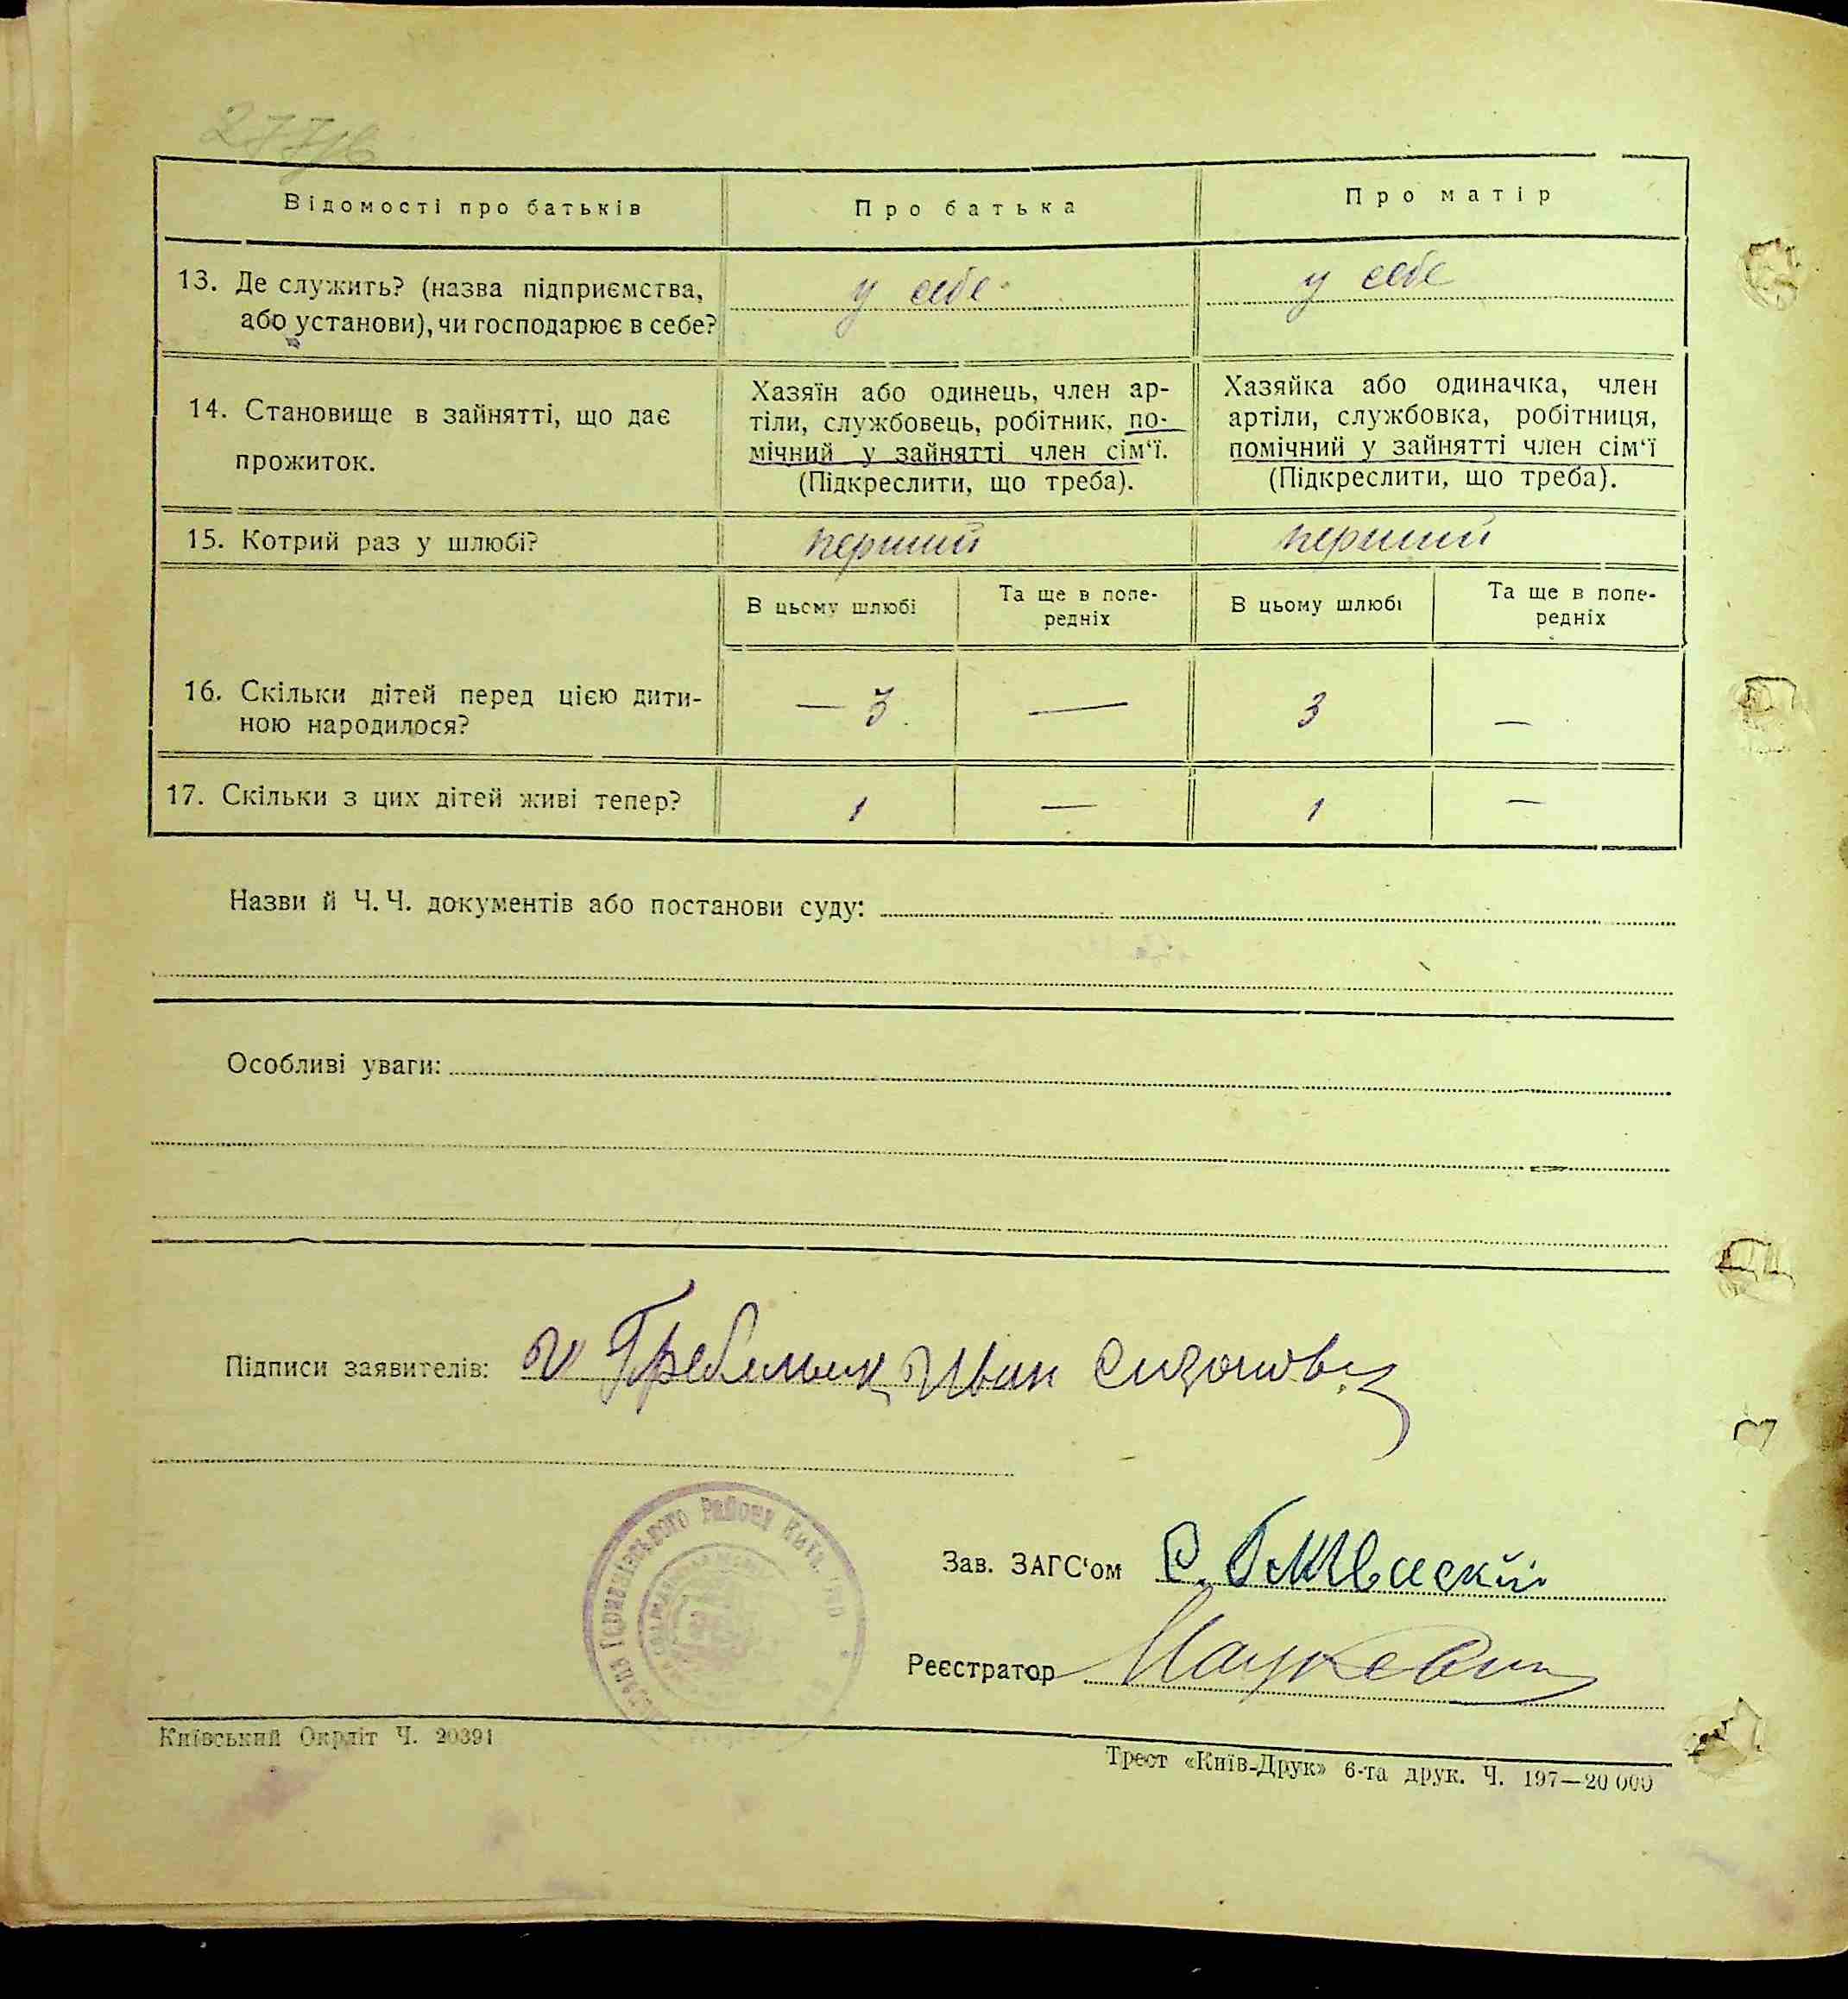 Відомості про батьків
Про батька
Про матір
13. Де служить? (назва підприємства,
або установи), чи господарює в себе?
у себе
у себе
14. Становище в зайнятті, що дає
прожиток.
Хазяїн або одинець, член ар-
тіли, службовець, робітник, по-
мічний у зайнятті член сім‘ї.
(Підкреслити, що треба).
Хазяйка або одиначка, член
артіли, службовка, робітниця,
помічний у зайнятті член сім‘ї
(Підкреслити, що треба).
15. Котрий раз у шлюбі?
перший
перший
В цьому шлюбі
Та ще в попе-
редніх
В цьому шлюбі
Та ще в попе-
редніх
16. Скільки дітей перед цією дити-
ною народилося?
— 3
—
3
—
17. Скільки з цих дітей живі тепер?
1
—
1
—
Назви й Ч. Ч. документів або постанови суду:
Особливі уваги:
Підписи заявителів:
Иван
Зав. ЗАГС‘ом
Реєстратор
району
Київський Окрліт Ч. 20391
Трест «Київ-Друк» 6-та друк. Ч. 197—20 000